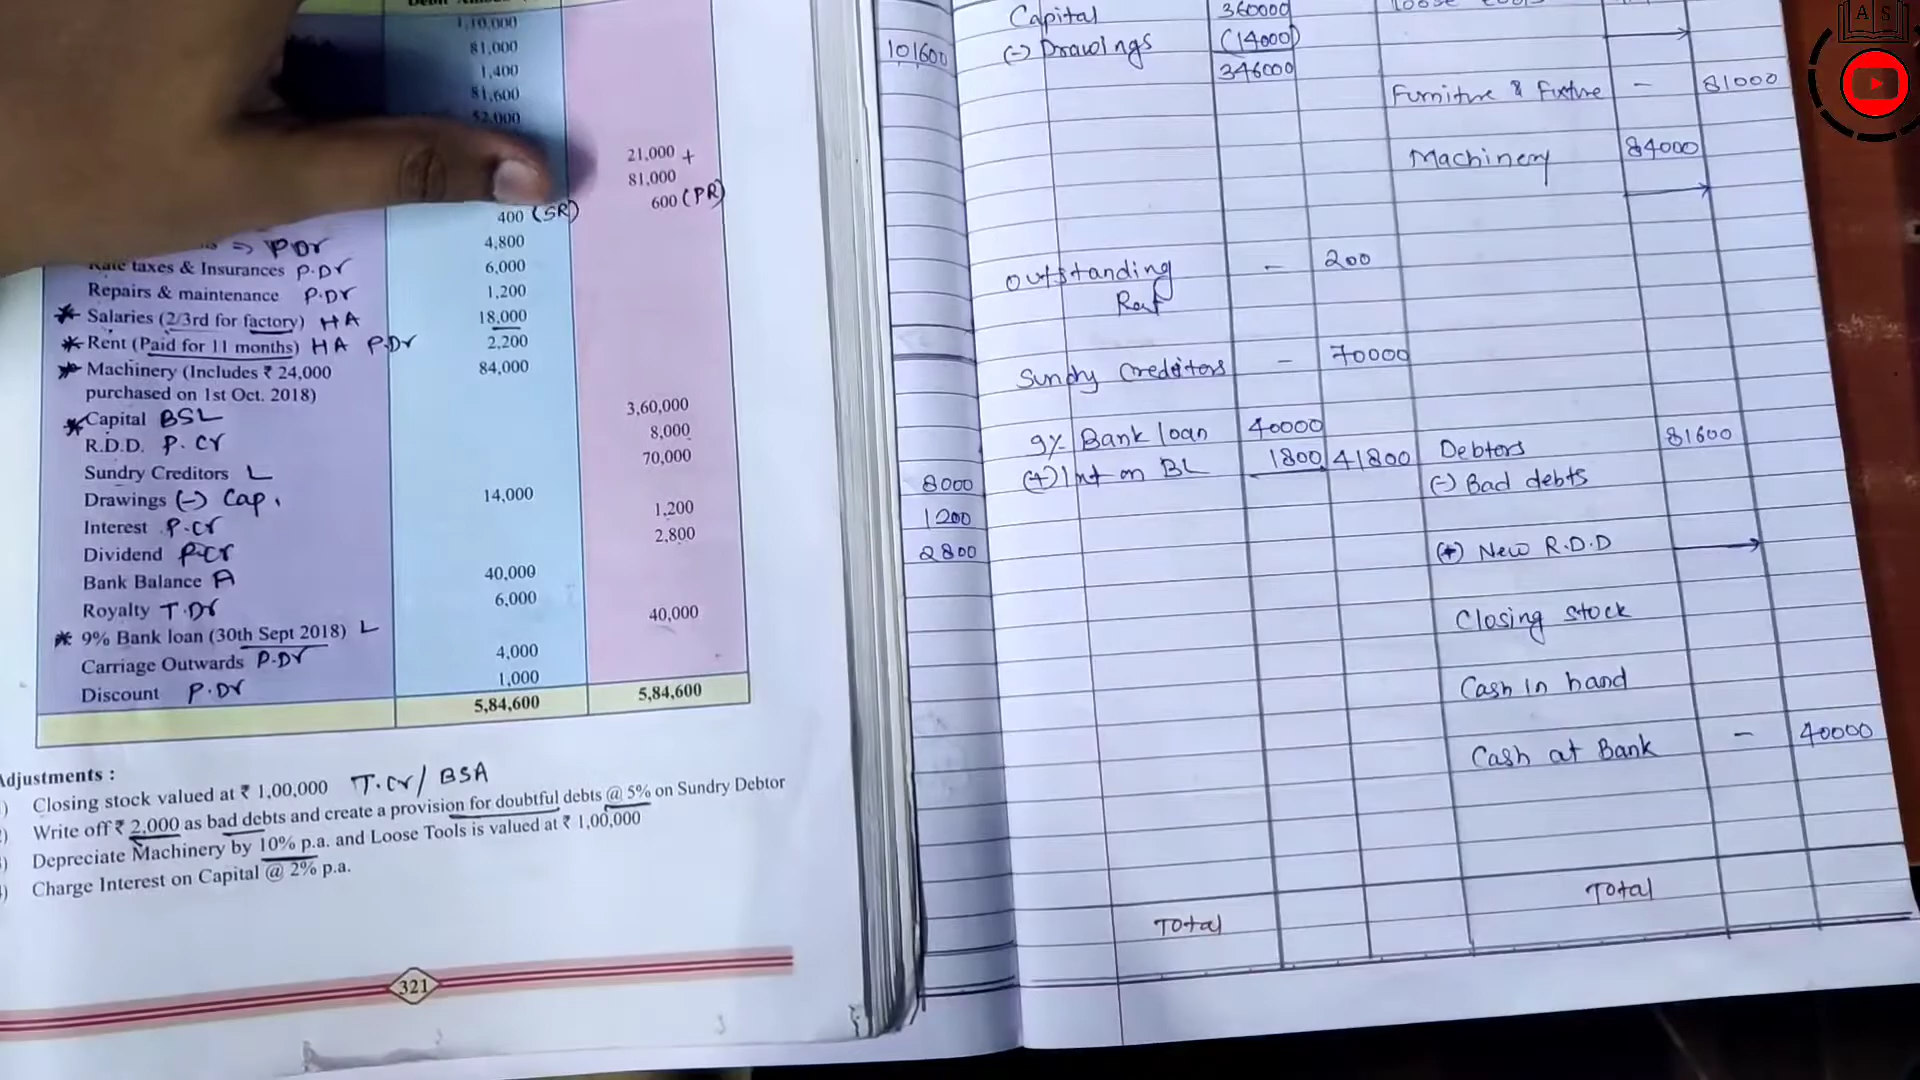 1,10,000
81,000
1,400
81,600
52,000
21,000 +
81,000
600 (PR)
400 (SR)
⇒ PDr 4,800
Rate taxes & Insurances P.Dr 6,000
Repairs & maintenance P.Dr 1,200
* Salaries (2/3rd for factory) HA 18,000
* Rent (Paid for 11 months) HA P.Dr 2,200
* Machinery (Includes ₹ 24,000 84,000
purchased on 1st Oct. 2018)
* Capital BSL 3,60,000
R.D.D. P. Cr 8,000
Sundry Creditors L 70,000
Drawings (-) Cap. 14,000
Interest P.Cr 1,200
Dividend P.Cr 2,800
Bank Balance A 40,000
Royalty T.Dr 6,000
* 9% Bank loan (30th Sept 2018) L 40,000
Carriage Outwards P.Dr 4,000
Discount P.Dr 1,000
5,84,600 5,84,600
Adjustments :
) Closing stock valued at ₹ 1,00,000 T.Cr/ BSA
) Write off ₹ 2,000 as bad debts and create a provision for doubtful debts @ 5% on Sundry Debtor
) Depreciate Machinery by 10% p.a. and Loose Tools is valued at ₹ 1,00,000
) Charge Interest on Capital @ 2% p.a.
321
Capital 360000
101600 (-) Drawings (14000)
346000
Furniture & Fixture - 81000
Machinery 84000
Outstanding - 200
Sundry Creditors - 70000
9% Bank loan 40000 Debtors 81600
8000 (+) Int on BL 1800 41800 (-) Bad debts
1200
2800 (+) New R.D.D
Closing stock
Cash in hand
Cash at Bank - 40000
Total Total
A S